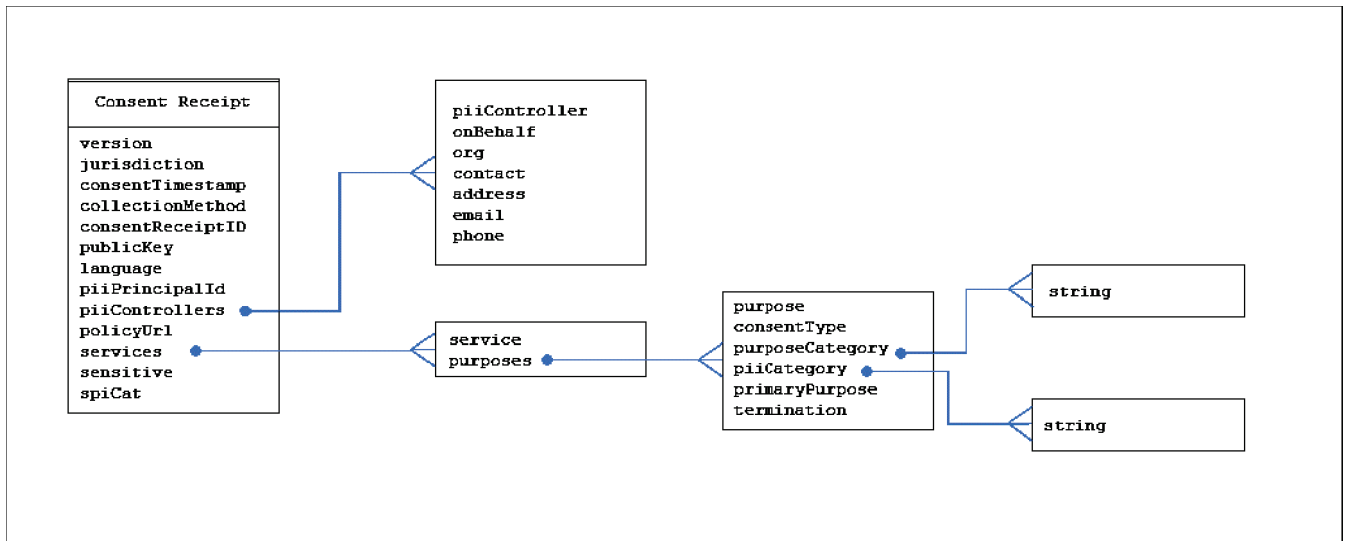 Consent Receipt
version
jurisdiction
consentTimestamp
collectionMethod
consentReceiptID
publicKey
language
piiPrincipalId
piiControllers
policyUrl
services
sensitive
spiCat
piiController
onBehalf
org
contact
address
email
phone
service
purposes
purpose
consentType
purposeCategory
piiCategory
primaryPurpose
termination
string
string